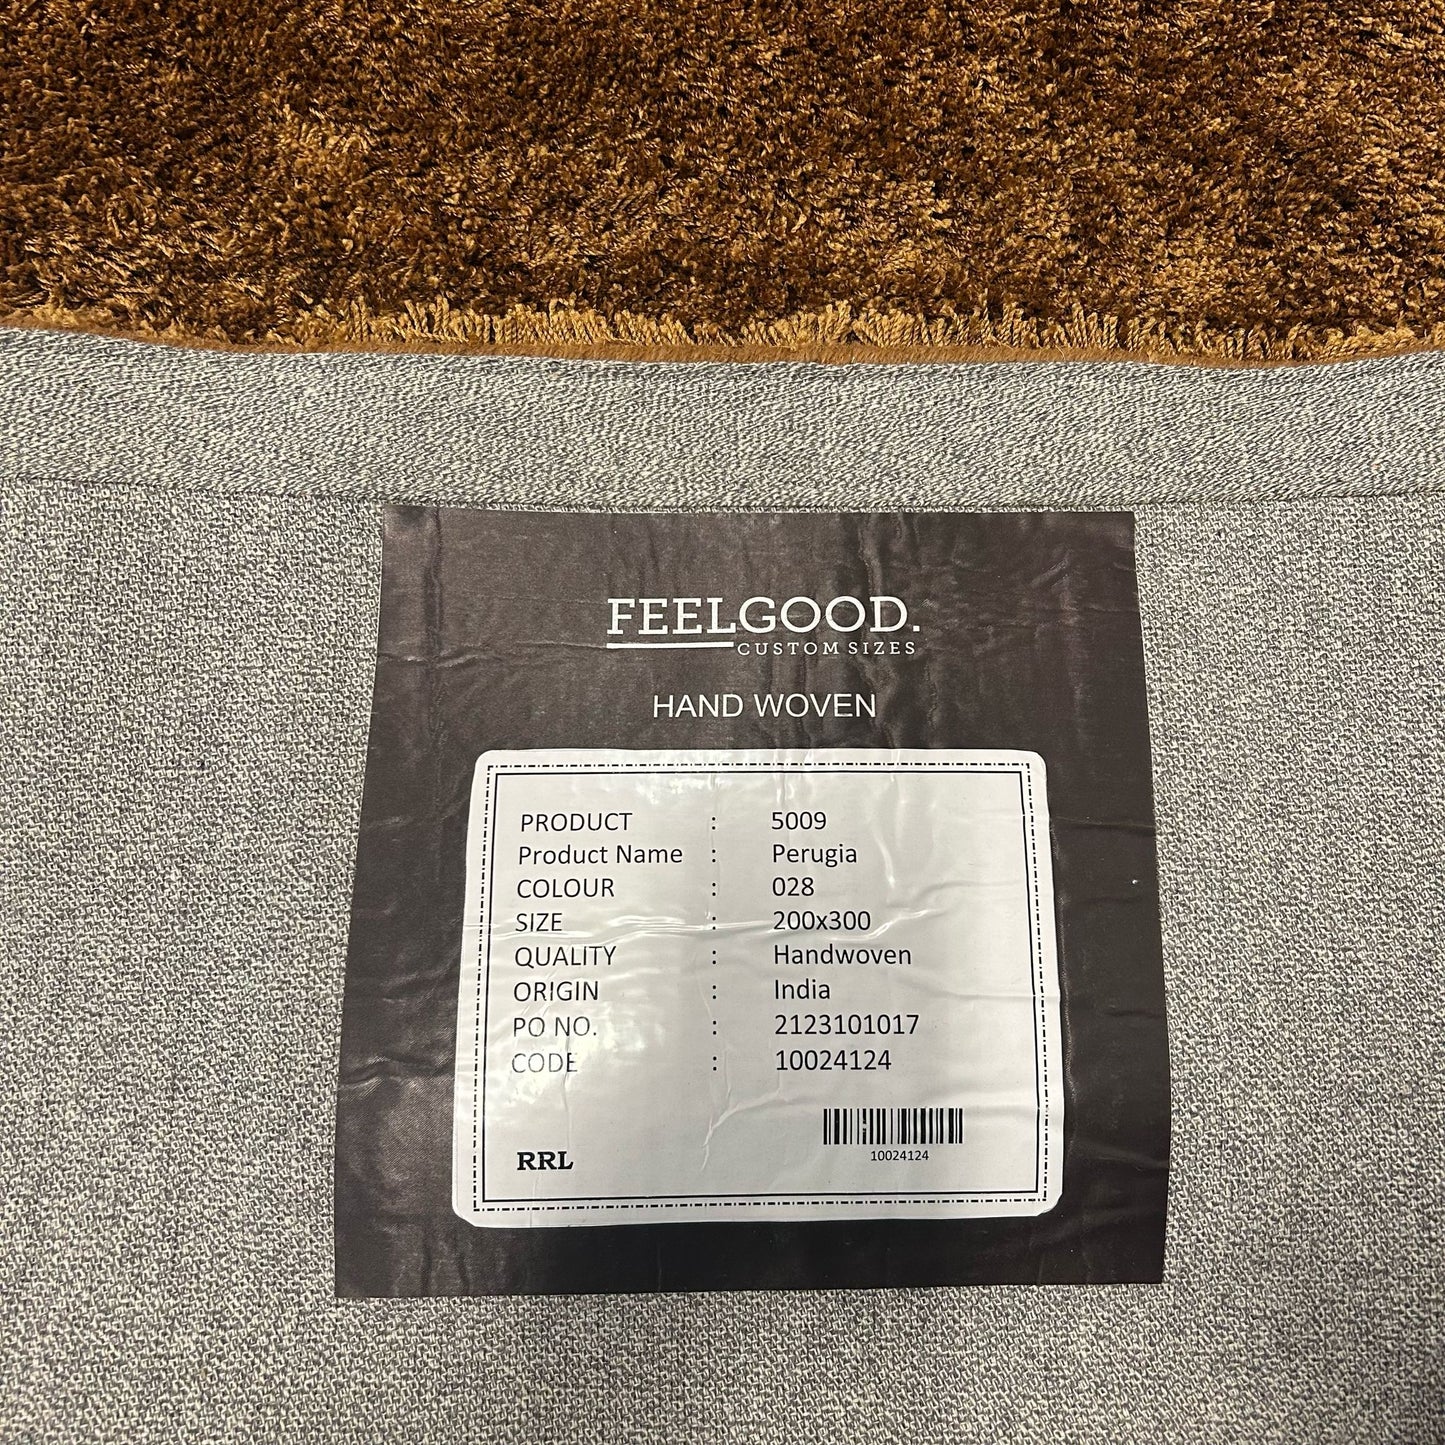 FEELGOOD.
CUSTOM SIZES
HAND WOVEN
PRODUCT : 5009
Product Name : Perugia
COLOUR : 028
SIZE : 200x300
QUALITY : Handwoven
ORIGIN : India
PO NO. : 2123101017
CODE : 10024124
10024124
RRL